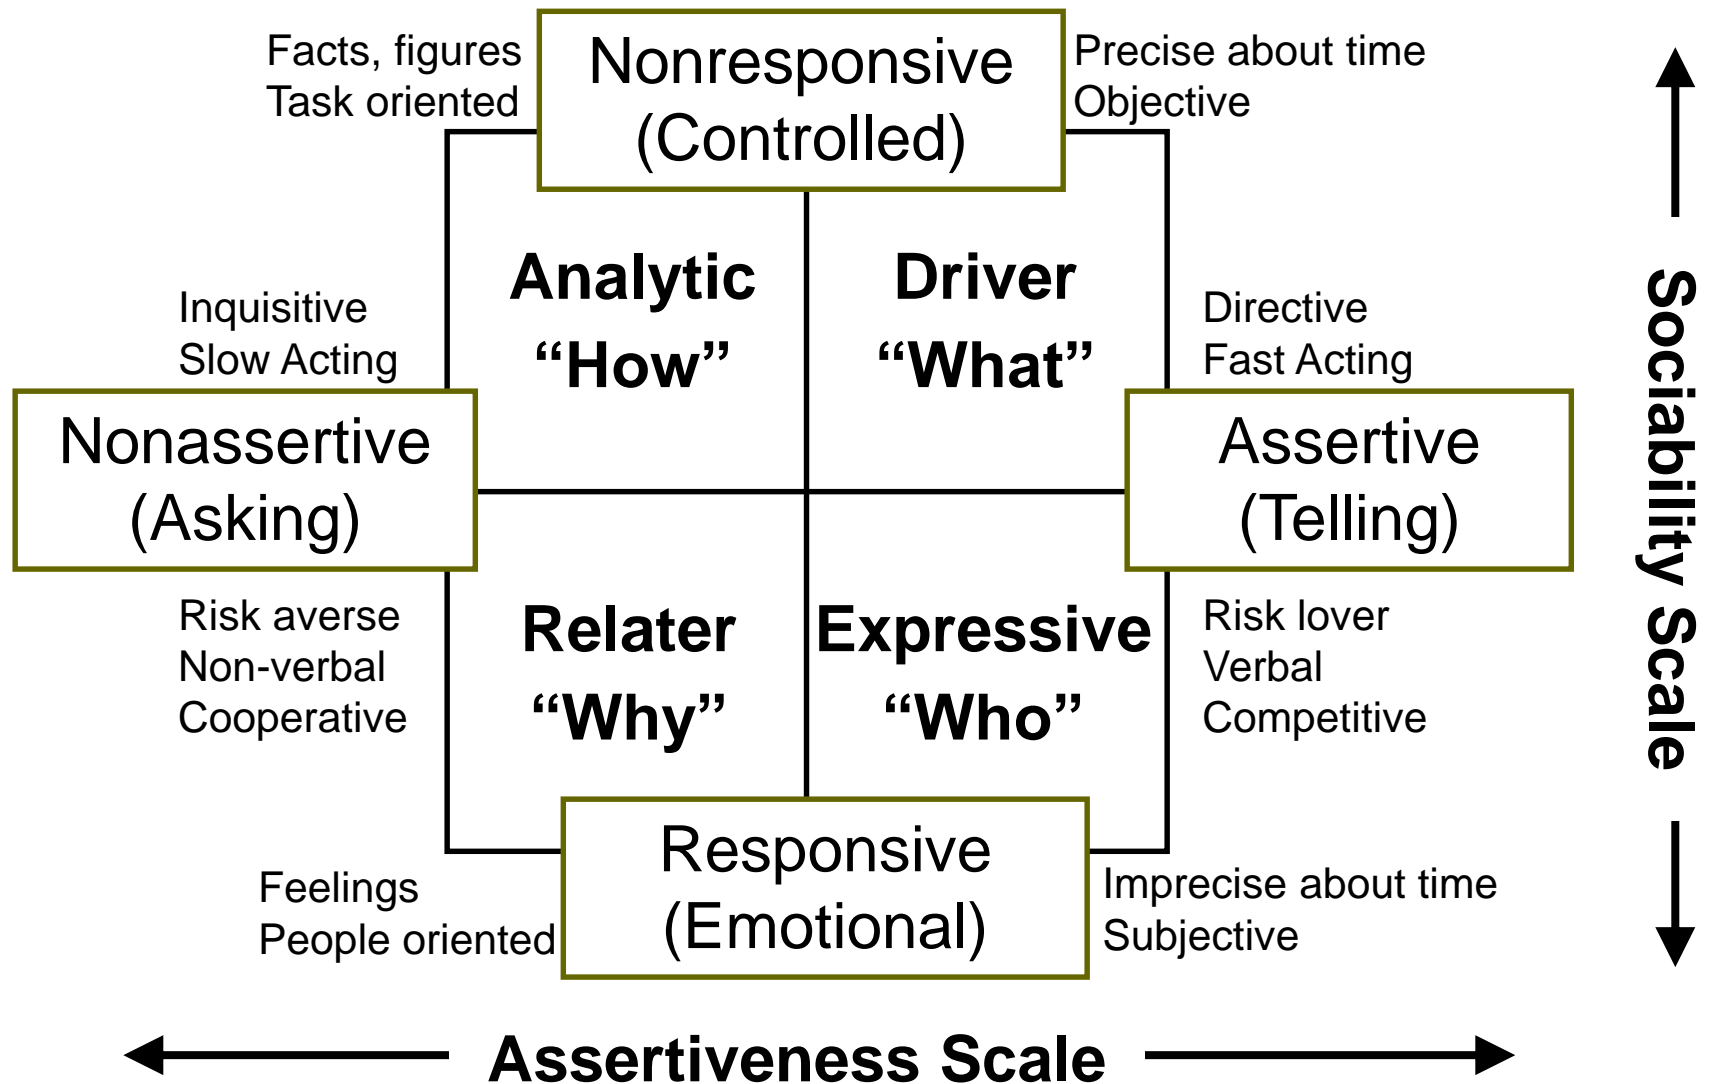 Facts, figures
Task oriented
Nonresponsive
(Controlled)
Precise about time
Objective
Analytic
“How”
Driver
“What”
Inquisitive
Slow Acting
Directive
Fast Acting
Nonassertive
(Asking)
Assertive
(Telling)
Risk averse
Non-verbal
Cooperative
Relater
“Why”
Expressive
“Who”
Risk lover
Verbal
Competitive
Feelings
People oriented
Responsive
(Emotional)
Imprecise about time
Subjective
Sociability Scale
Assertiveness Scale